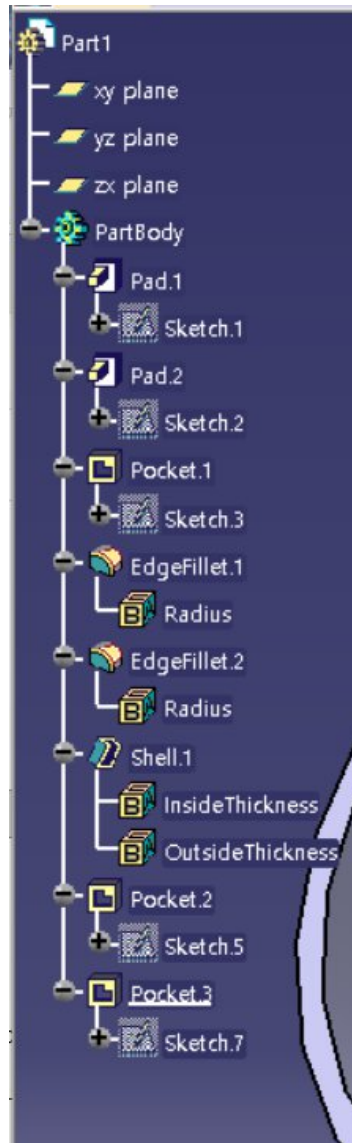 Part1
xy plane
yz plane
zx plane
PartBody
Pad.1
Sketch.1
Pad.2
Sketch.2
Pocket.1
Sketch.3
EdgeFillet.1
Radius
EdgeFillet.2
Radius
Shell.1
InsideThickness
OutsideThickness
Pocket.2
Sketch.5
Pocket.3
Sketch.7